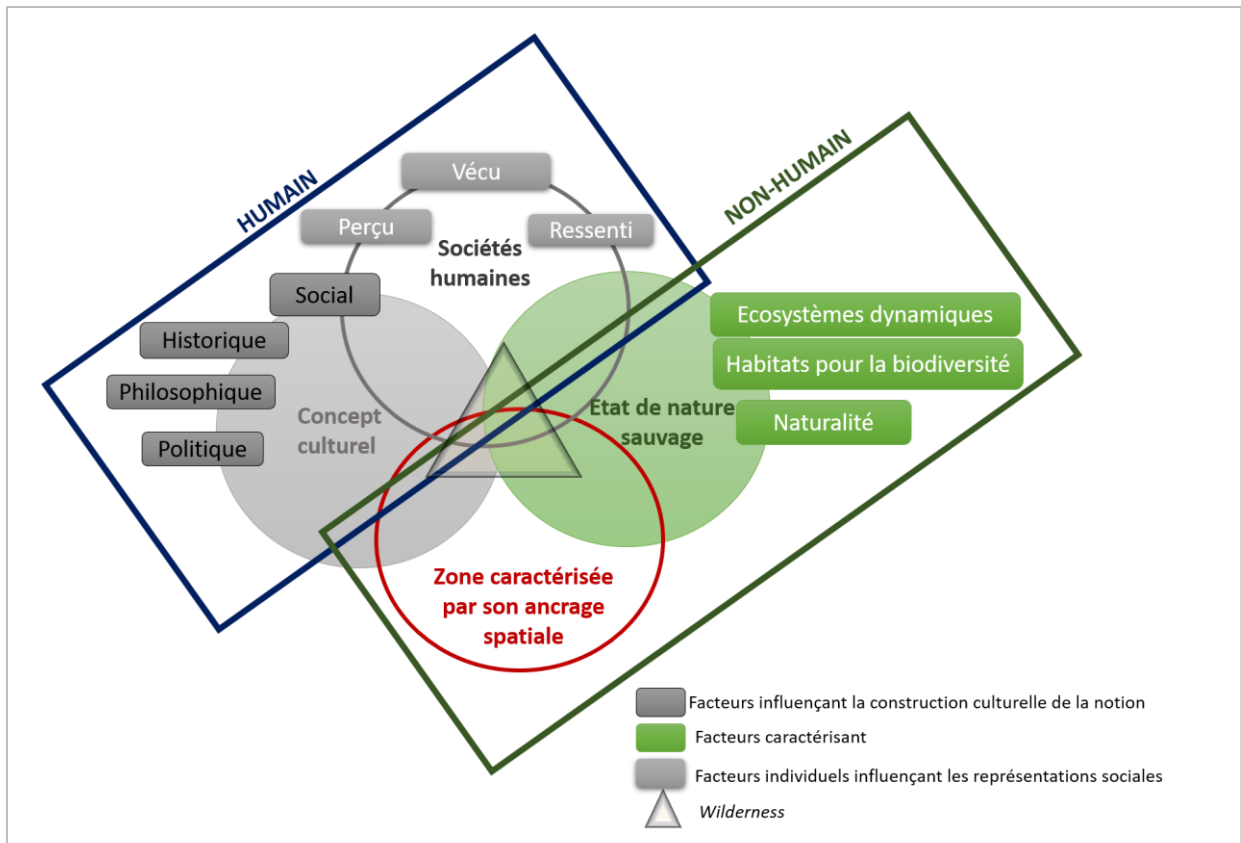 HUMAIN
NON-HUMAIN
Vécu
Perçu
Ressenti
Sociétés
humaines
Social
Historique
Philosophique
Politique
Concept
culturel
Etat de nature
sauvage
Ecosystèmes dynamiques
Habitats pour la biodiversité
Naturalité
Zone caractérisée
par son ancrage
spatiale
Facteurs influençant la construction culturelle de la notion
Facteurs caractérisant
Facteurs individuels influençant les représentations sociales
Wilderness